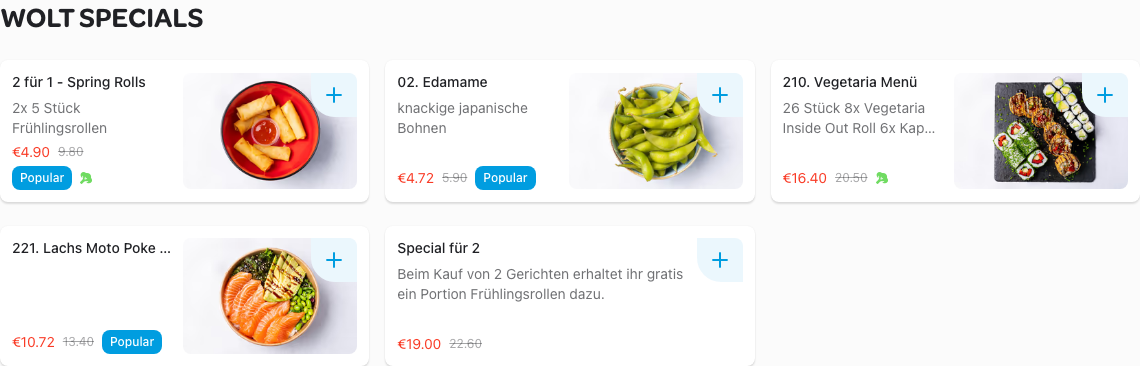 WOLT SPECIALS
2 für 1 - Spring Rolls
2x 5 Stück
Frühlingsrollen
€4.90 9.80
Popular
02. Edamame
knackige japanische
Bohnen
€4.72 5.90 Popular
210. Vegetaria Menü
26 Stück 8x Vegetaria
Inside Out Roll 6x Kap...
€16.40 20.50
221. Lachs Moto Poke ...
€10.72 13.40 Popular
Special für 2
Beim Kauf von 2 Gerichten erhaltet ihr gratis
ein Portion Frühlingsrollen dazu.
€19.00 22.60